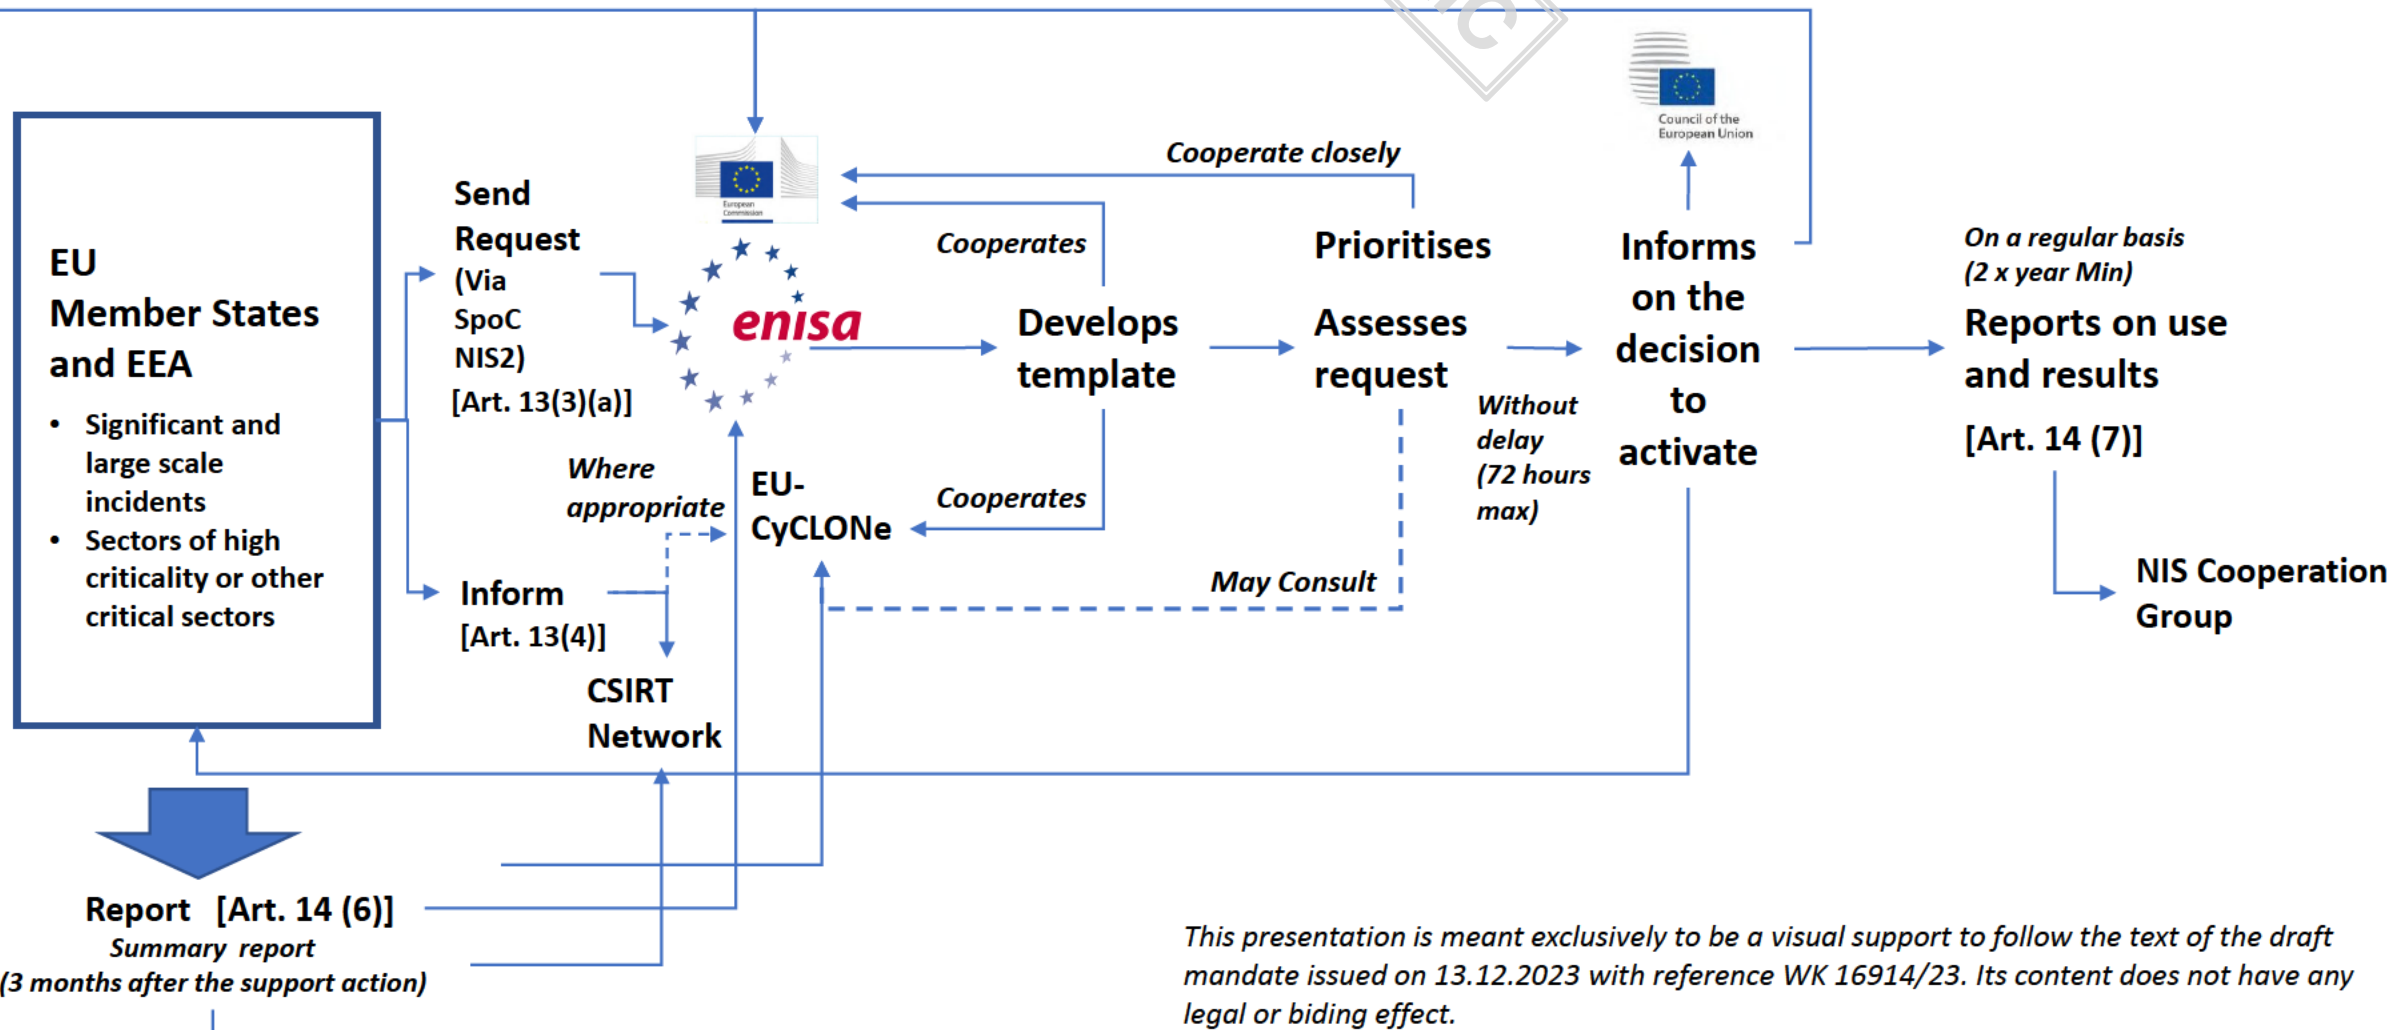 IC
Council of the
European Union
Cooperate closely
European
Commission
EU
Member States
and EEA
• Significant and
large scale
incidents
• Sectors of high
criticality or other
critical sectors
Send
Request
(Via
SpoC
NIS2)
[Art. 13(3)(a)]
enisa
Cooperates
Develops
template
Prioritises
Assesses
request
Informs
on the
decision
to
activate
On a regular basis
(2 x year Min)
Reports on use
and results
[Art. 14 (7)]
Without
delay
(72 hours
max)
Where
appropriate
EU-
CyCLONe
Cooperates
May Consult
Inform
[Art. 13(4)]
CSIRT
Network
NIS Cooperation
Group
Report [Art. 14 (6)]
Summary report
(3 months after the support action)
This presentation is meant exclusively to be a visual support to follow the text of the draft
mandate issued on 13.12.2023 with reference WK 16914/23. Its content does not have any
legal or biding effect.